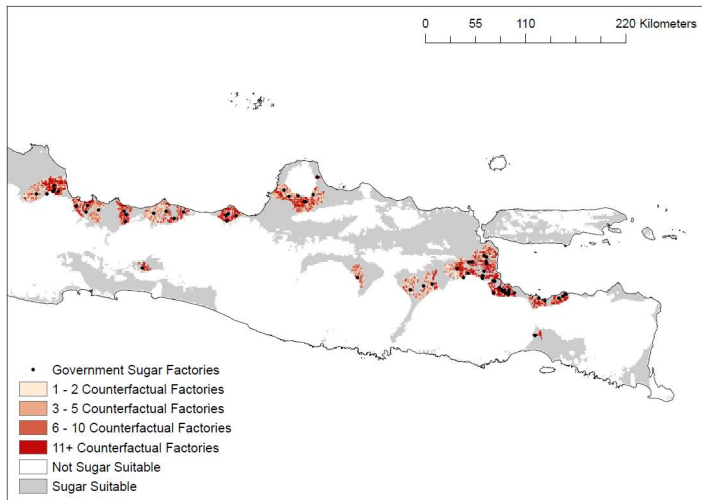 0 55 110 220 Kilometers
Government Sugar Factories
1 - 2 Counterfactual Factories
3 - 5 Counterfactual Factories
6 - 10 Counterfactual Factories
11+ Counterfactual Factories
Not Sugar Suitable
Sugar Suitable